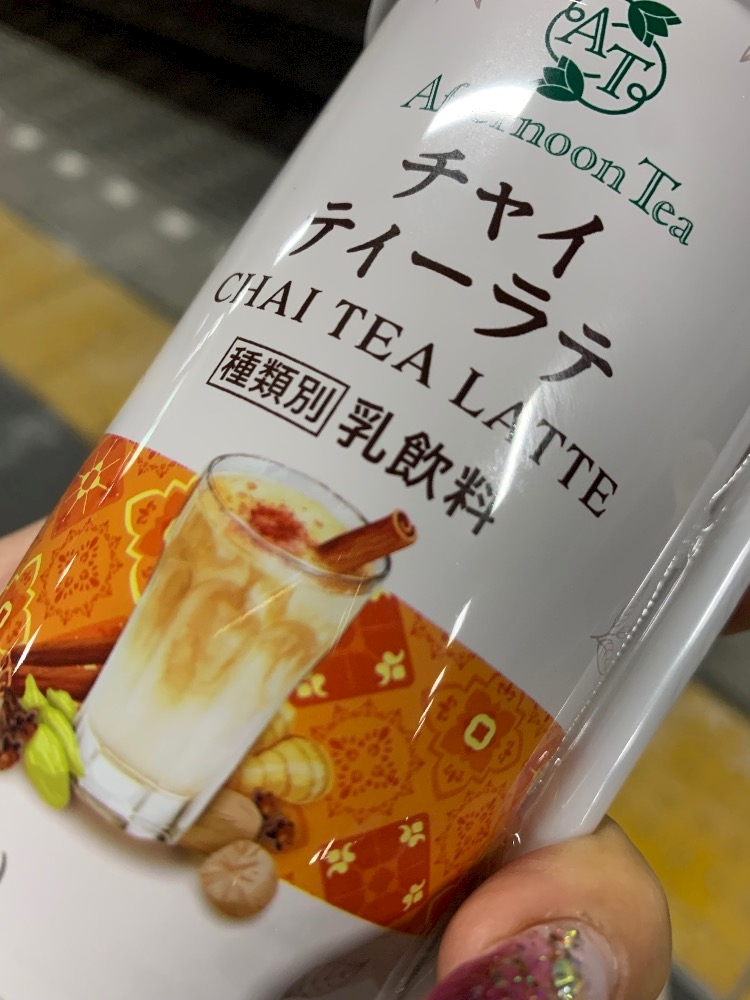 AT
Afternoon Tea
チャイ
ティーラテ
CHAI TEA LATTE
種類別 乳飲料